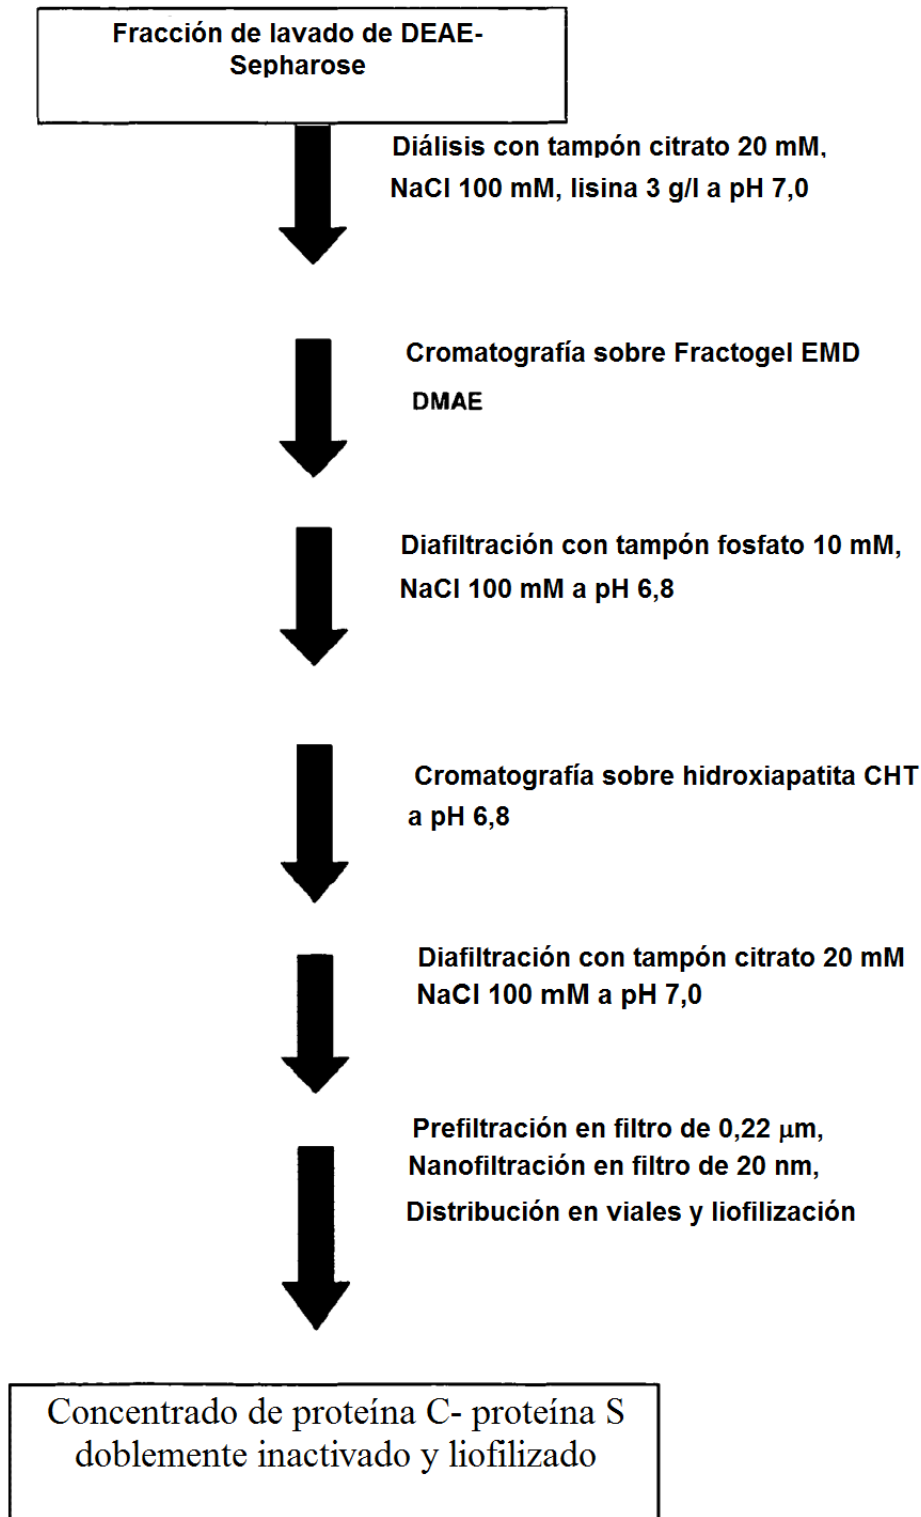 Fracción de lavado de DEAE-
Sepharose
Diálisis con tampón citrato 20 mM,
NaCl 100 mM, lisina 3 g/l a pH 7,0
Cromatografía sobre Fractogel EMD
DMAE
Diafiltración con tampón fosfato 10 mM,
NaCl 100 mM a pH 6,8
Cromatografía sobre hidroxiapatita CHT
a pH 6,8
Diafiltración con tampón citrato 20 mM
NaCl 100 mM a pH 7,0
Prefiltración en filtro de 0,22 μm,
Nanofiltración en filtro de 20 nm,
Distribución en viales y liofilización
Concentrado de proteína C- proteína S
doblemente inactivado y liofilizado